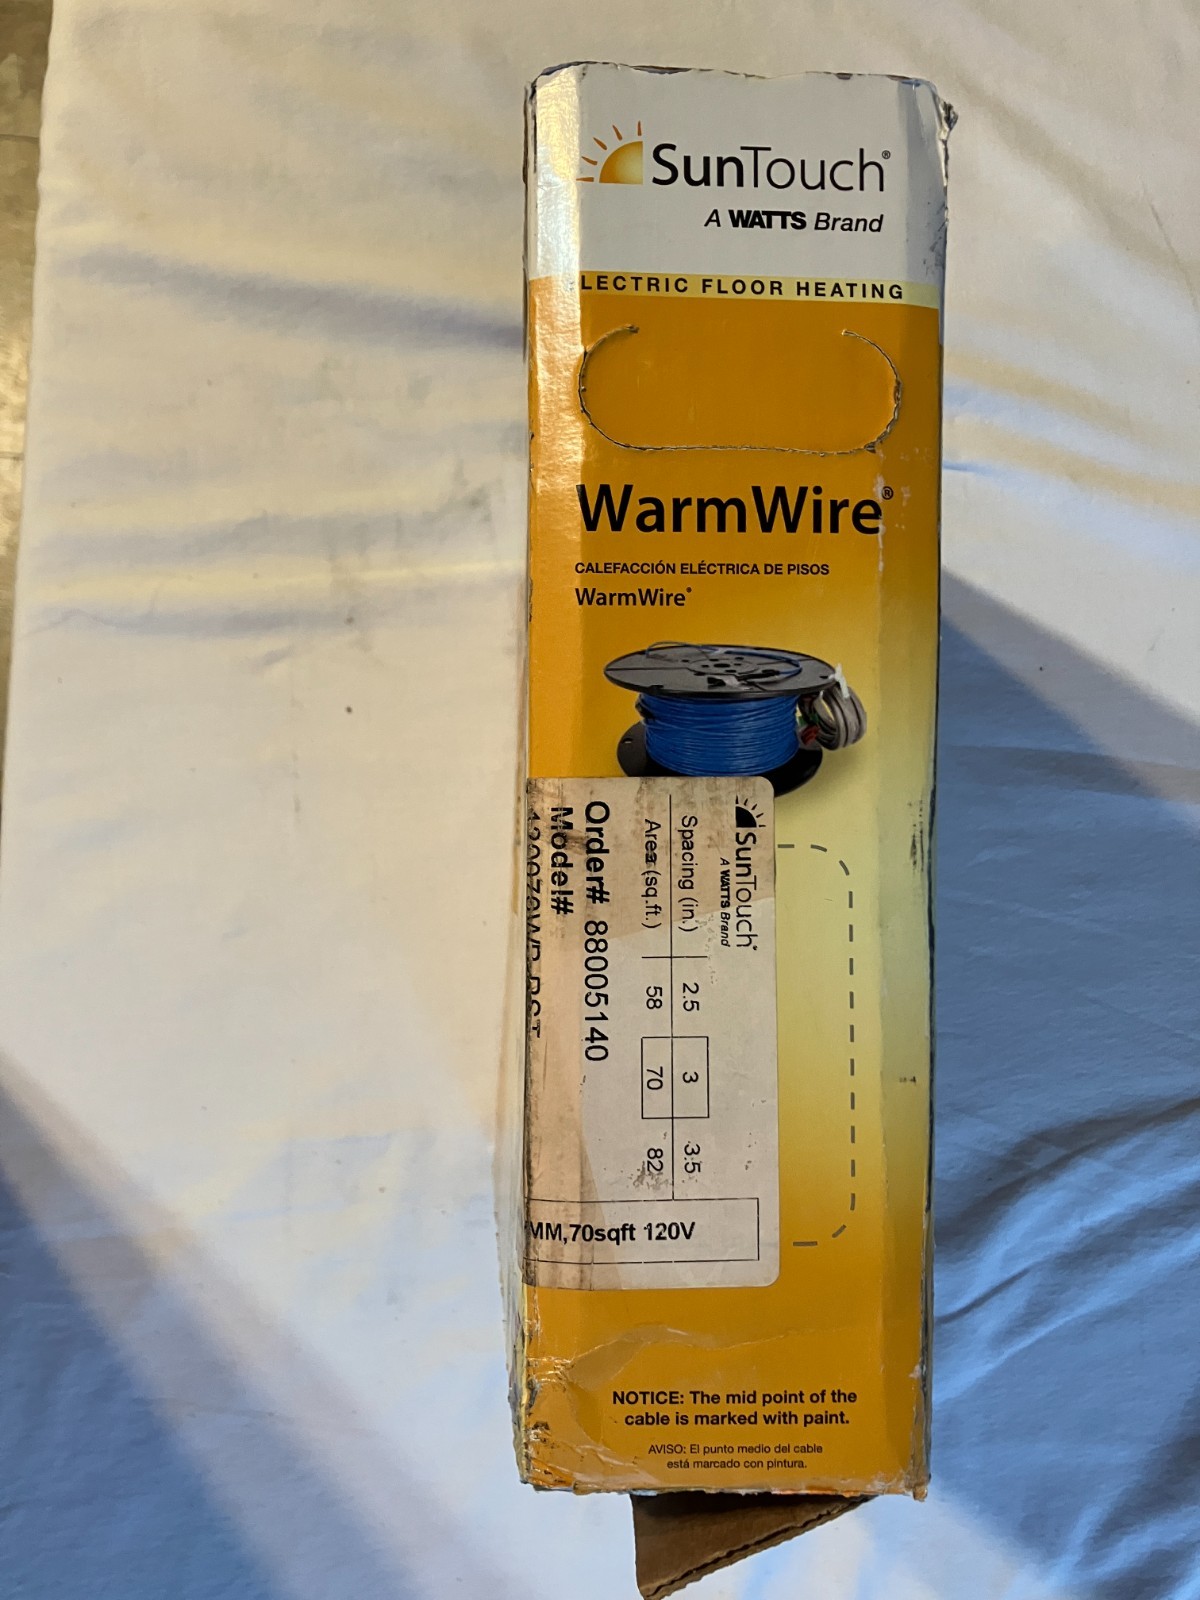 SunTouch®
A WATTS Brand
LECTRIC FLOOR HEATING
WarmWire®
CALEFACCIÓN ELÉCTRICA DE PISOS
WarmWire®
SunTouch®
A WATTS Brand
Spacing (in.) 2.5 3 3.5
Area (sq.ft.) 58 70 82
Order# 88005140
Model#
MM,70sqft 120V
NOTICE: The mid point of the
cable is marked with paint.
AVISO: El punto medio del cable
está marcado con pintura.